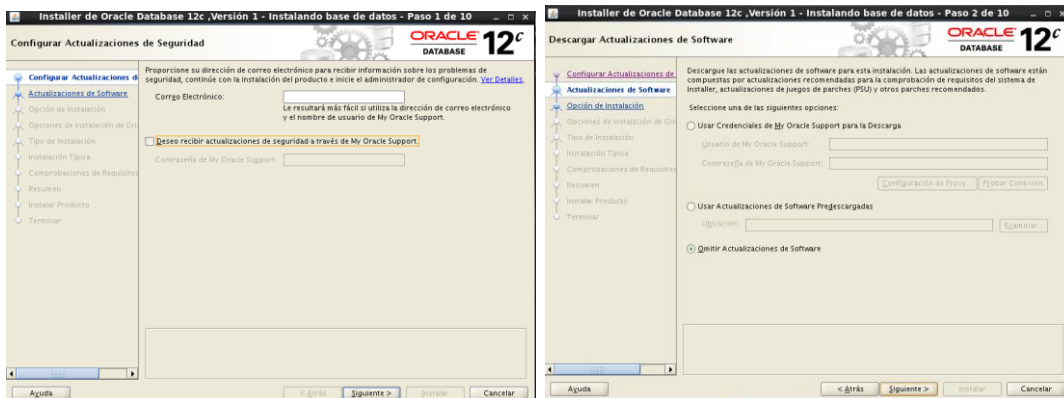 Installer de Oracle Database 12c ,Versión 1 - Instalando base de datos - Paso 1 de 10
Configurar Actualizaciones de Seguridad
ORACLE
DATABASE
12c
Configurar Actualizaciones d
Actualizaciones de Software
Opción de Instalación
Opciones de Instalación de Gri
Tipo de Instalación
Instalación Típica
Comprobaciones de Requisitos
Resumen
Instalar Producto
Terminar
Proporcione su dirección de correo electrónico para recibir información sobre los problemas de
seguridad, continúe con la instalación del producto e inicie el administrador de configuración. Ver Detalles.
Correo Electrónico:
Le resultará más fácil si utiliza la dirección de correo electrónico
y el nombre de usuario de My Oracle Support.
Deseo recibir actualizaciones de seguridad a través de My Oracle Support.
Contraseña de My Oracle Support:
Ayuda
< Atrás
Siguiente >
Instalar
Cancelar
Installer de Oracle Database 12c ,Versión 1 - Instalando base de datos - Paso 2 de 10
Descargar Actualizaciones de Software
ORACLE
DATABASE
12c
Configurar Actualizaciones de
Actualizaciones de Software
Opción de Instalación
Opciones de Instalación de Gri
Tipo de Instalación
Instalación Típica
Comprobaciones de Requisitos
Resumen
Instalar Producto
Terminar
Descargue las actualizaciones de software para esta instalación. Las actualizaciones de software están
compuestas por actualizaciones recomendadas para la comprobación de requisitos del sistema de
Installer, actualizaciones de juegos de parches (PSU) y otros parches recomendados.
Seleccione una de las siguientes opciones:
Usar Credenciales de My Oracle Support para la Descarga
Usuario de My Oracle Support:
Contraseña de My Oracle Support:
Configuración de Proxy...
Probar Conexión
Usar Actualizaciones de Software Predescargadas
Ubicación:
Examinar...
Omitir Actualizaciones de Software
Ayuda
< Atrás
Siguiente >
Instalar
Cancelar